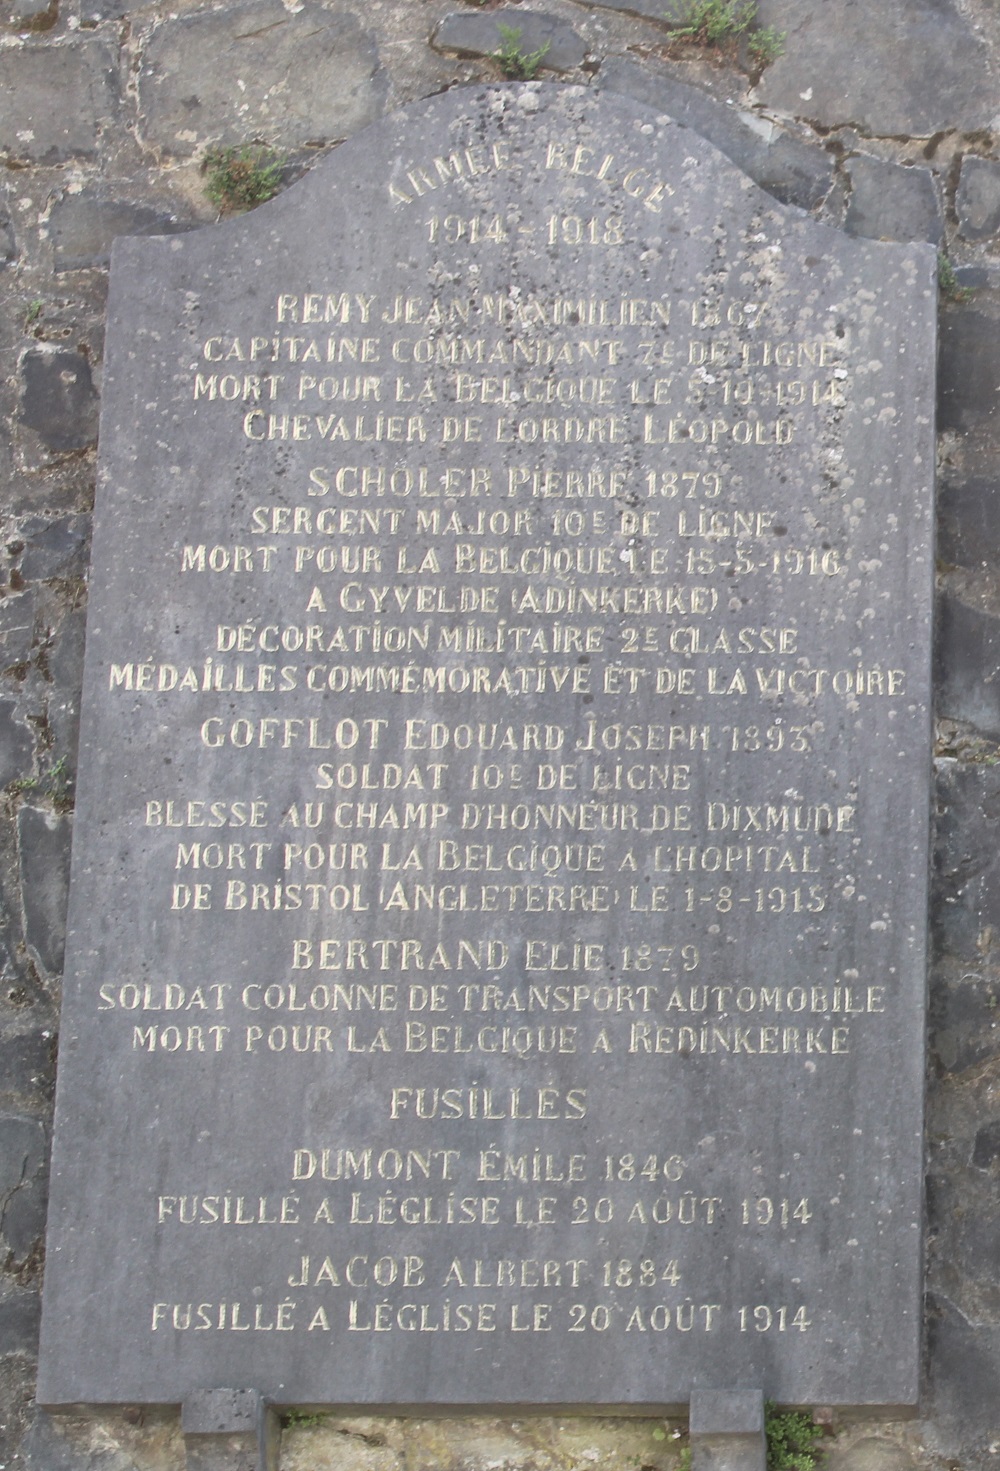 ARMÉE BELGE
1914-1918
REMY JEAN MAXIMILIEN 1867
CAPITAINE COMMANDANT 7E DE LIGNE
MORT POUR LA BELGIQUE LE 5-10-1914
CHEVALIER DE L'ORDRE LÉOPOLD
SCHÖLER PIERRE 1879
SERGENT MAJOR 10E DE LIGNE
MORT POUR LA BELGIQUE LE 15-5-1916
A GYVELDE (ADINKERKE)
DÉCORATION MILITAIRE 2E CLASSE
MÉDAILLES COMMÉMORATIVE ET DE LA VICTOIRE
GOFFLOT EDOUARD JOSEPH 1893
SOLDAT 10E DE LIGNE
BLESSÉ AU CHAMP D'HONNEUR DE DIXMUDE
MORT POUR LA BELGIQUE A L'HOPITAL
DE BRISTOL (ANGLETERRE) LE 1-8-1915
BERTRAND ELIE 1879
SOLDAT COLONNE DE TRANSPORT AUTOMOBILE
MORT POUR LA BELGIQUE A REDINKERKE
FUSILLÉS
DUMONT ÉMILE 1846
FUSILLÉ A LÉGLISE LE 20 AOÛT 1914
JACOB ALBERT 1884
FUSILLÉ A LÉGLISE LE 20 AOÛT 1914